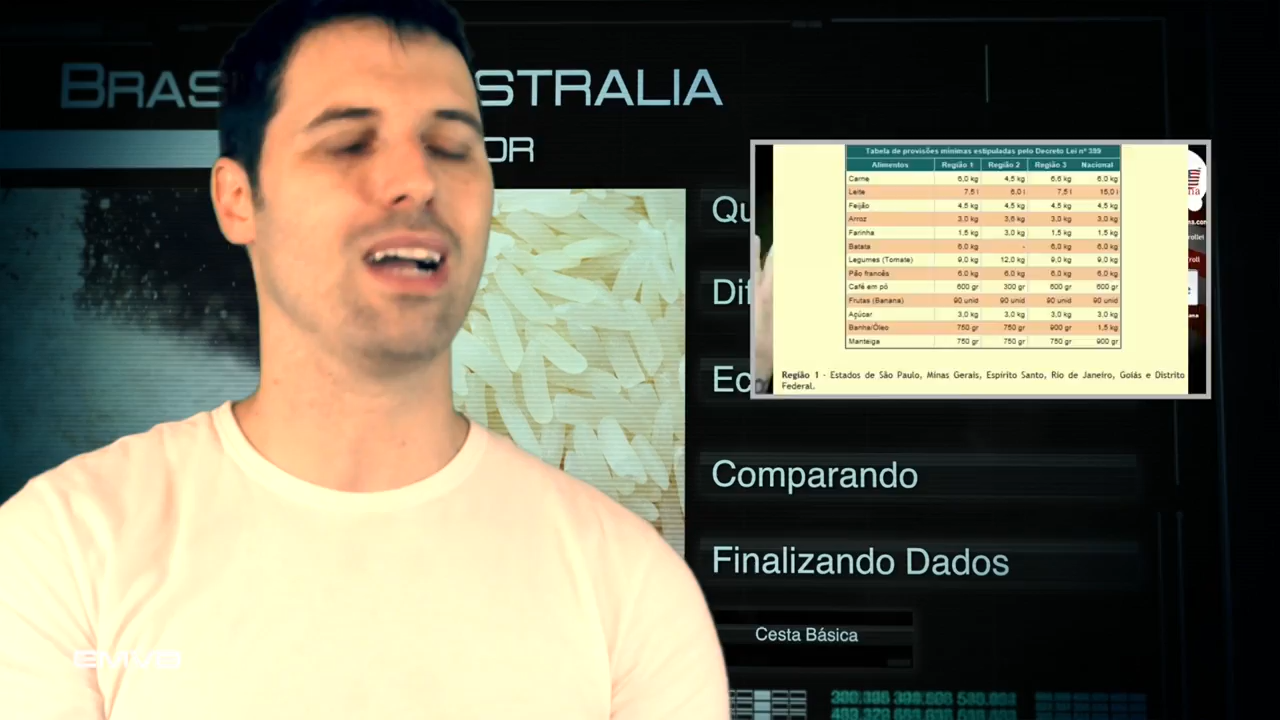 BRAS
STRALIA
OR
Qu
Dif
Ec
Comparando
Finalizando Dados
Cesta Básica
Tabela de provisões mínimas estipuladas pelo Decreto Lei nº 399
Alimentos Região 1 Região 2 Região 3 Nacional
Carne 6,0 kg 4,5 kg 6,6 kg 6,0 kg
Leite 7,5 l 6,0 l 7,5 l 15,0 l
Feijão 4,5 kg 4,5 kg 4,5 kg 4,5 kg
Arroz 3,0 kg 3,6 kg 3,0 kg 3,0 kg
Farinha 1,5 kg 3,0 kg 1,5 kg 1,5 kg
Batata 6,0 kg - 6,0 kg 6,0 kg
Legumes (Tomate) 9,0 kg 12,0 kg 9,0 kg 9,0 kg
Pão francês 6,0 kg 6,0 kg 6,0 kg 6,0 kg
Café em pó 600 gr 300 gr 600 gr 600 gr
Frutas (Banana) 90 unid 90 unid 90 unid 90 unid
Açúcar 3,0 kg 3,0 kg 3,0 kg 3,0 kg
Banha/Óleo 750 gr 750 gr 900 gr 1,5 kg
Manteiga 750 gr 750 gr 750 gr 900 gr
Região 1 - Estados de São Paulo, Minas Gerais, Espírito Santo, Rio de Janeiro, Goiás e Distrito
Federal.